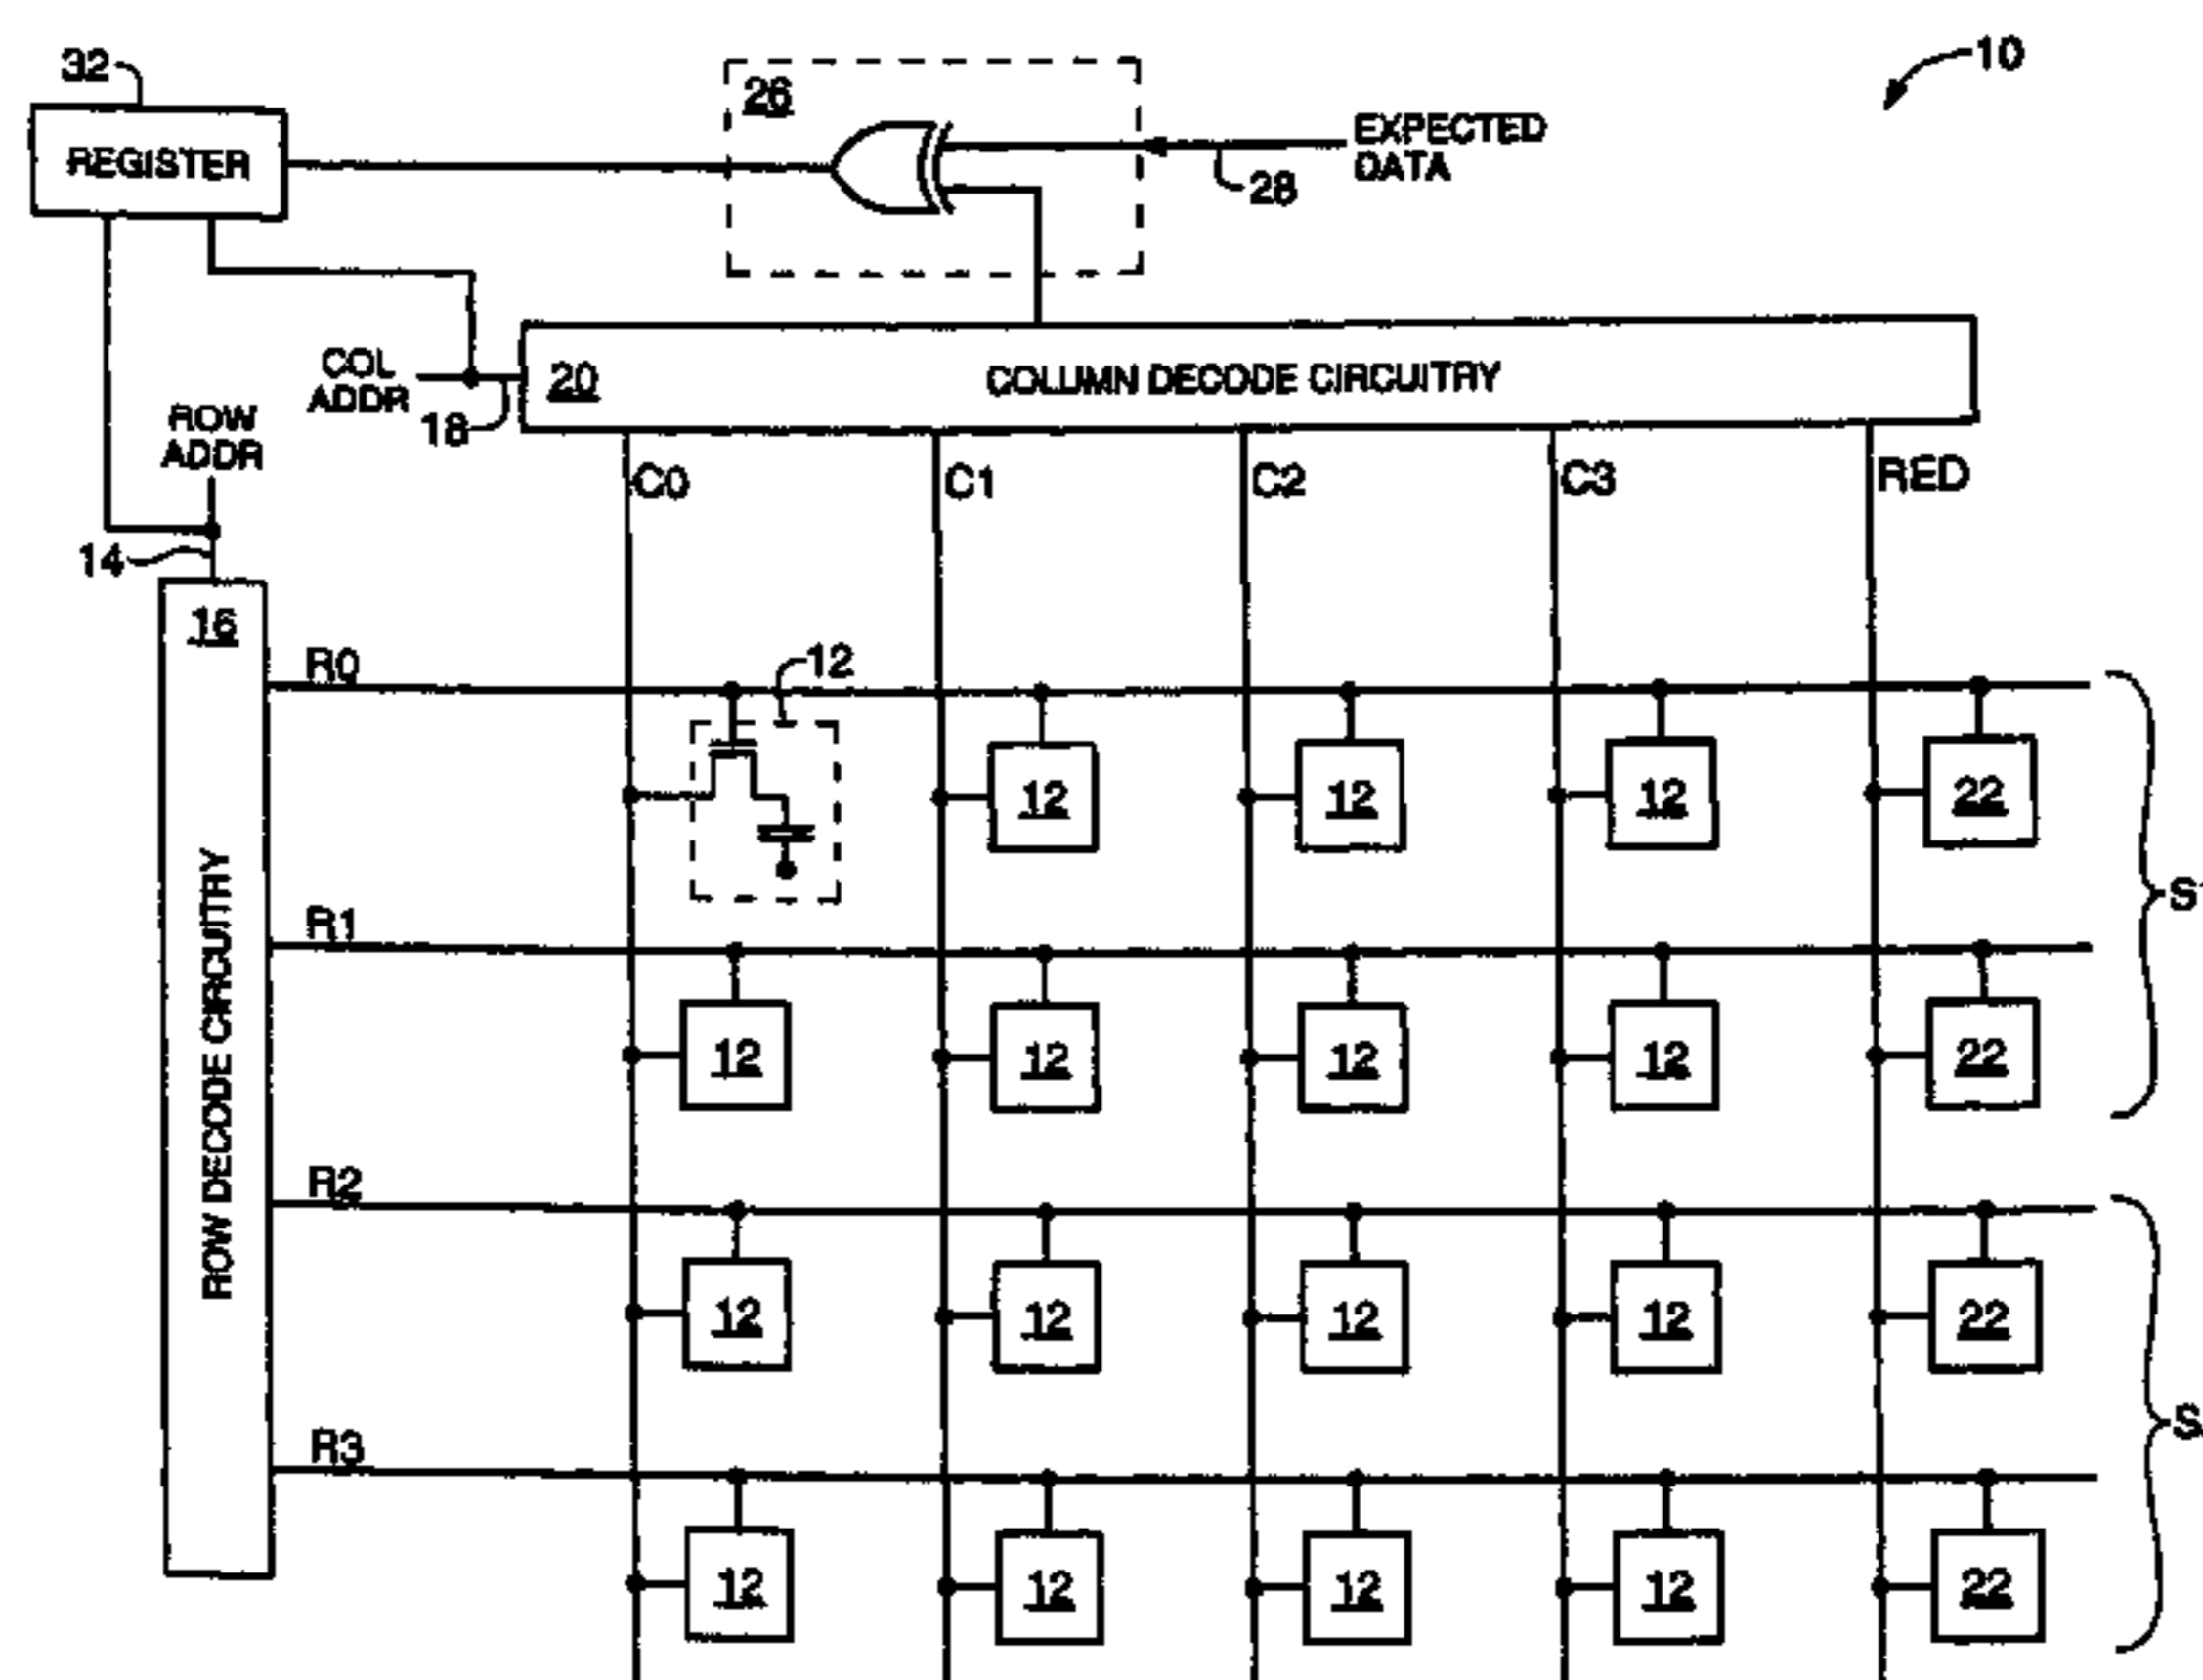 32
REGISTER
26
EXPECTED
DATA
28
10
COL
ADDR
18
20
COLUMN DECODE CIRCUITRY
ROW
ADDR
14
16
ROW DECODE CIRCUITRY
C0 C1 C2 C3 RED
R0
12
12 12 12 22
S
R1
12 12 12 12 22
R2
12 12 12 12 22
S
R3
12 12 12 12 22